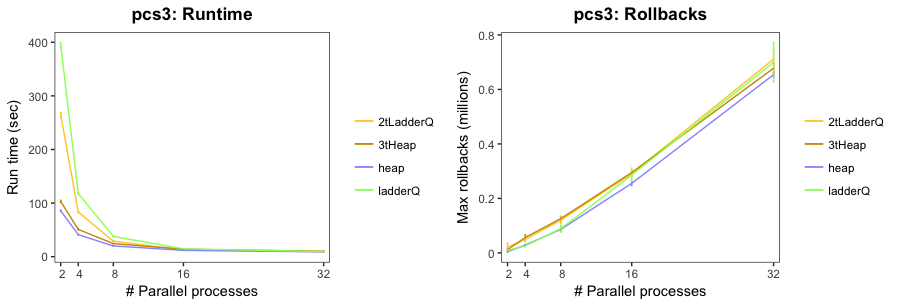 pcs3: Runtime
Run time (sec)
400
300
200
100
0
2 4 8 16 32
# Parallel processes
2tLadderQ
3tHeap
heap
ladderQ
pcs3: Rollbacks
Max rollbacks (millions)
0.8
0.6
0.4
0.2
0
2 4 8 16 32
# Parallel processes
2tLadderQ
3tHeap
heap
ladderQ